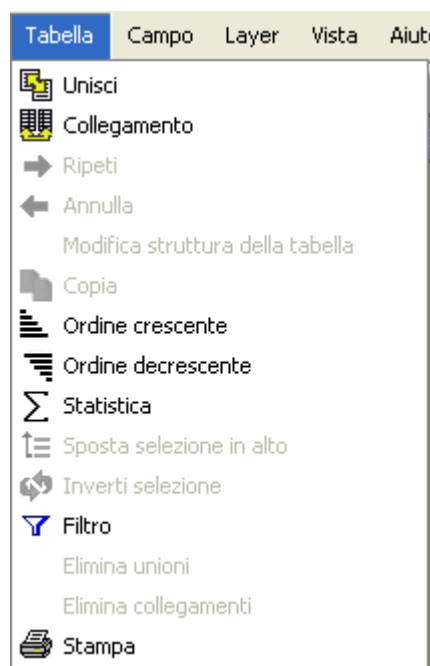 Tabella Campo Layer Vista Aiut
Unisci
Collegamento
Ripeti
Annulla
Modifica struttura della tabella
Copia
Ordine crescente
Ordine decrescente
Statistica
Sposta selezione in alto
Inverti selezione
Filtro
Elimina unioni
Elimina collegamenti
Stampa